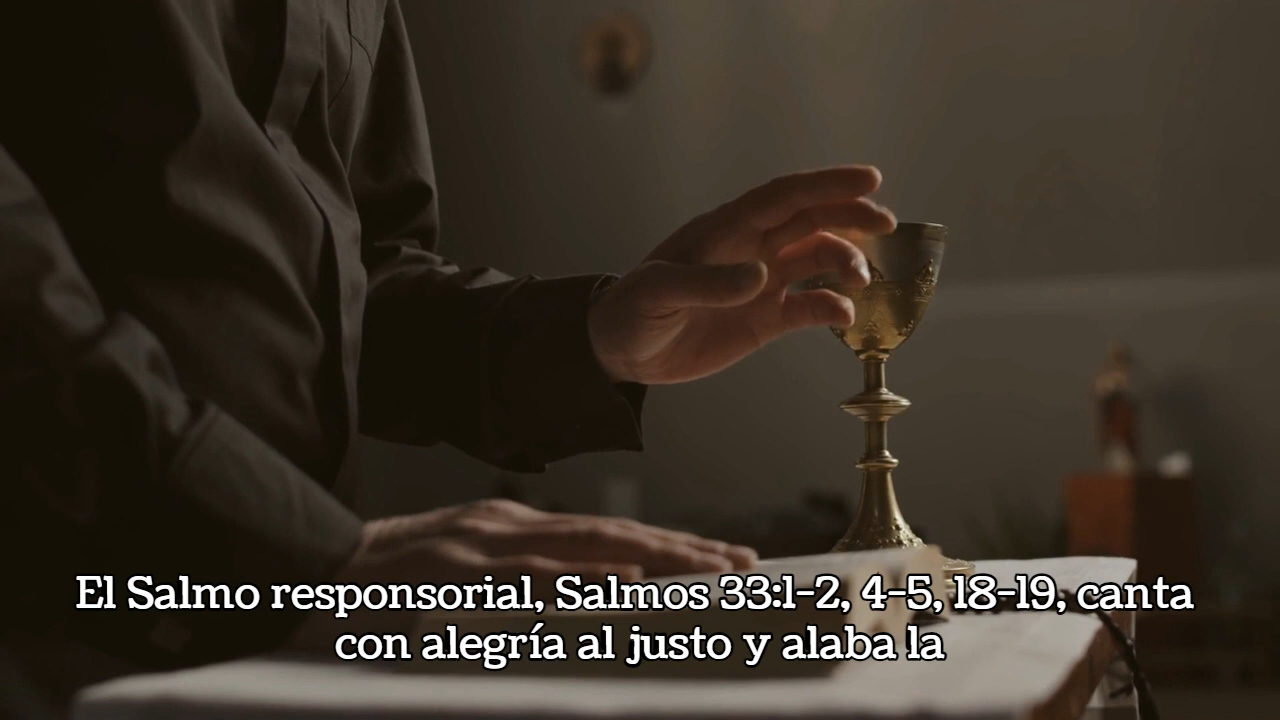 El Salmo responsorial, Salmos 33:1-2, 4-5, 18-19, canta
con alegría al justo y alaba la